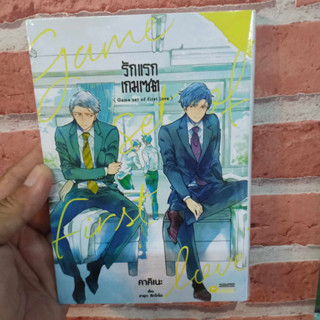 Game
set of
first
love
รักแรก
เกมเซต
( Game set of first love )
คาคิเนะ